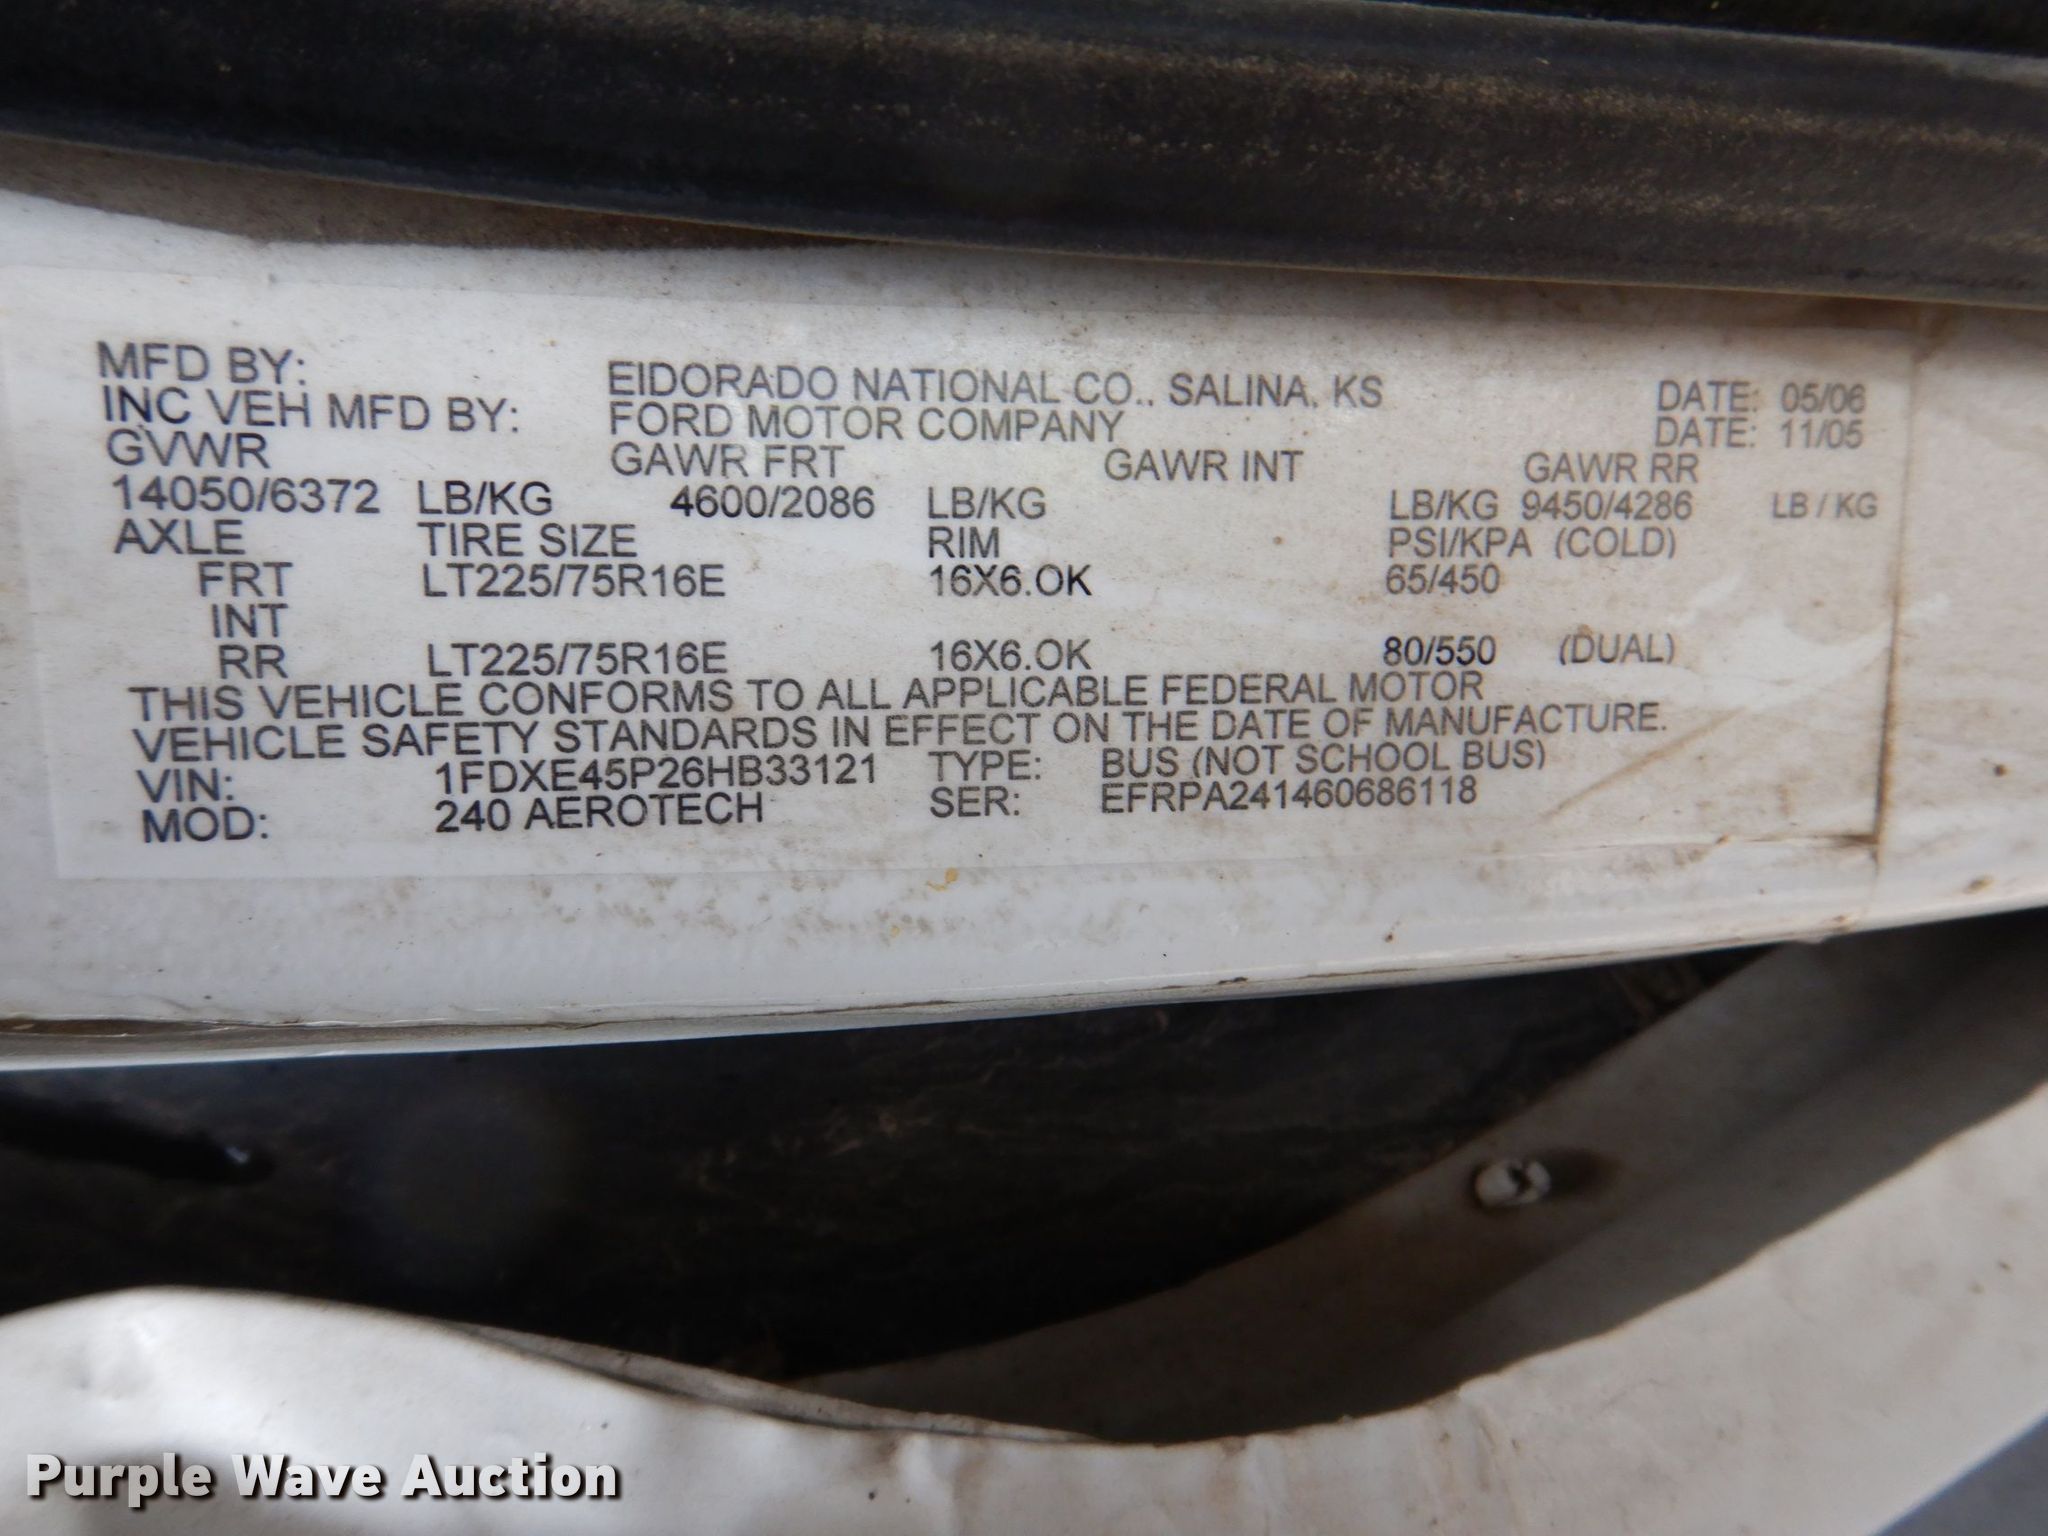 MFD BY: EIDORADO NATIONAL CO., SALINA, KS DATE: 05/06
INC VEH MFD BY: FORD MOTOR COMPANY DATE: 11/05
GVWR GAWR FRT GAWR INT GAWR RR
14050/6372 LB/KG 4600/2086 LB/KG LB/KG 9450/4286 LB / KG
AXLE TIRE SIZE RIM PSI/KPA (COLD)
FRT LT225/75R16E 16X6.OK 65/450
INT
RR LT225/75R16E 16X6.OK 80/550 (DUAL)
THIS VEHICLE CONFORMS TO ALL APPLICABLE FEDERAL MOTOR
VEHICLE SAFETY STANDARDS IN EFFECT ON THE DATE OF MANUFACTURE.
VIN: 1FDXE45P26HB33121 TYPE: BUS (NOT SCHOOL BUS)
MOD: 240 AEROTECH SER: EFRPA241460686118
Purple Wave Auction